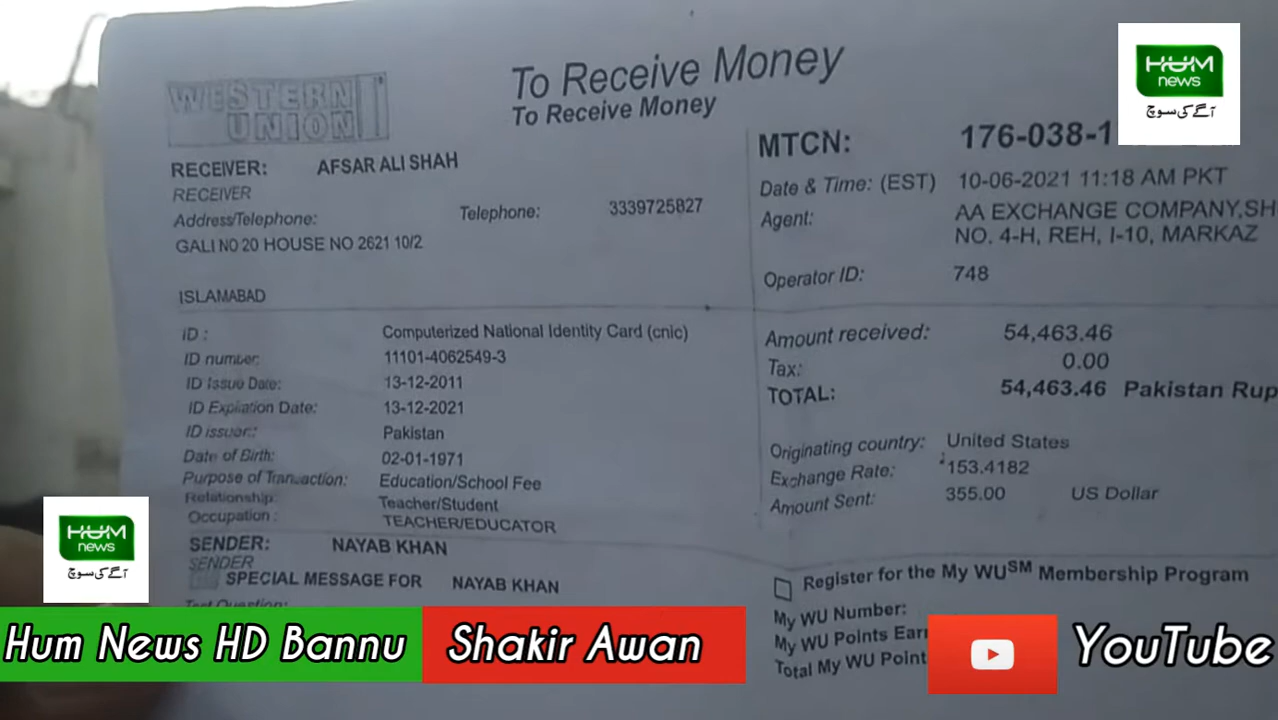 WESTERN
UNION
To Receive Money
To Receive Money
HUM
news
آگے کی سوچ
RECEIVER: AFSAR ALI SHAH
RECEIVER
Address/Telephone: Telephone: 3339725827
GALI NO 20 HOUSE NO 2621 10/2
ISLAMABAD
MTCN: 176-038-1
Date & Time: (EST) 10-06-2021 11:18 AM PKT
Agent: AA EXCHANGE COMPANY,SH
NO. 4-H, REH, I-10, MARKAZ
Operator ID: 748
ID : Computerized National Identity Card (cnic)
ID number: 11101-4062549-3
ID Issue Date: 13-12-2011
ID Expiration Date: 13-12-2021
ID issuer: Pakistan
Date of Birth: 02-01-1971
Purpose of Transaction: Education/School Fee
Relationship: Teacher/Student
Occupation : TEACHER/EDUCATOR
Amount received: 54,463.46
Tax: 0.00
TOTAL: 54,463.46 Pakistan Rup
Originating country: United States
Exchange Rate: 153.4182
Amount Sent: 355.00 US Dollar
SENDER: NAYAB KHAN
SENDER
SPECIAL MESSAGE FOR NAYAB KHAN
Test Question:
Register for the My WU SM Membership Program
My WU Number:
My WU Points Earn
Total My WU Point
HUM
news
آگے کی سوچ
Hum News HD Bannu
Shakir Awan
YouTube